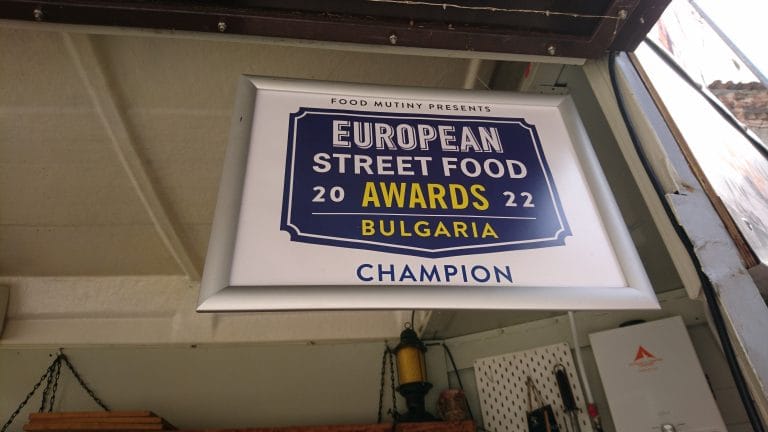 FOOD MUTINY PRESENTS
EUROPEAN
STREET FOOD
20 AWARDS 22
BULGARIA
CHAMPION